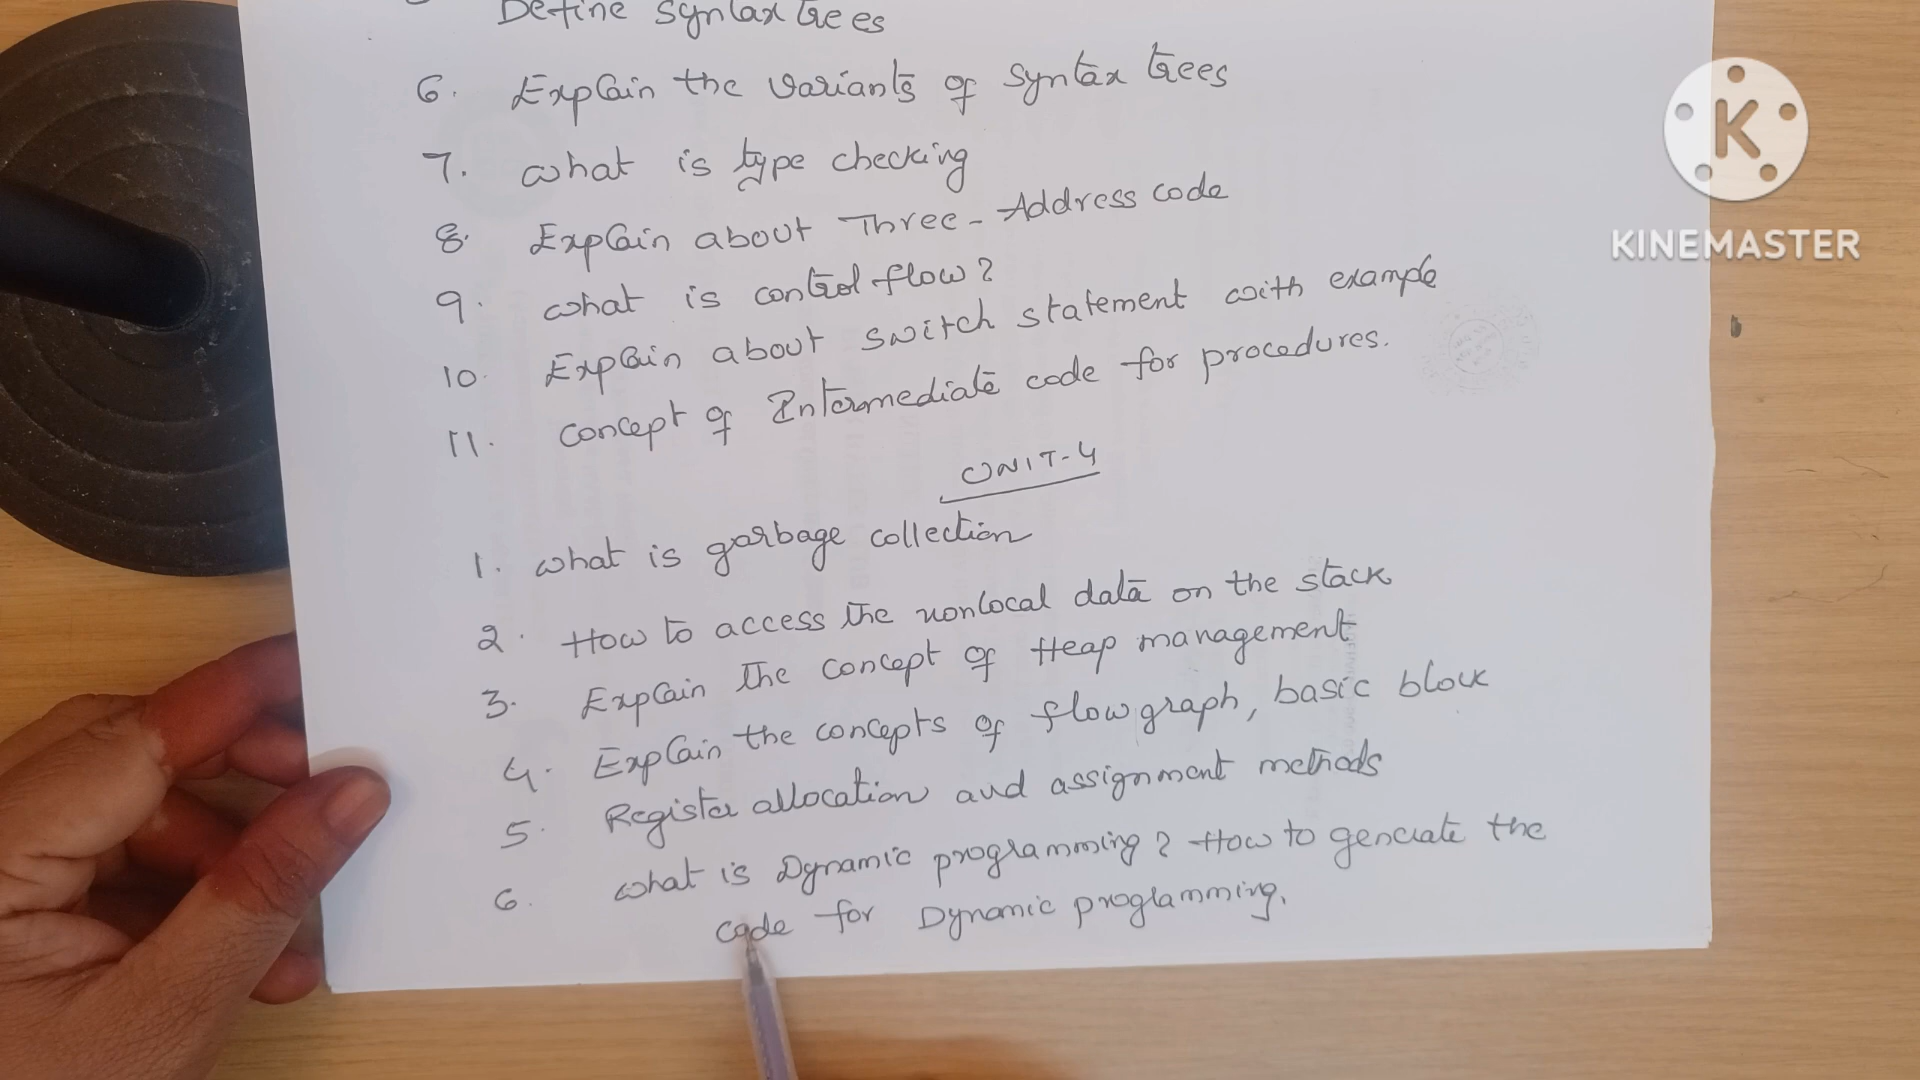 Define Syntax trees
6. Explain the variants of syntax trees
7. what is type checking
8. Explain about Three-Address code
9. what is control flow?
10. Explain about switch statement with example
11. concept of Intermediate code for procedures.
UNIT-4
1. what is garbage collection
2. How to access the nonlocal data on the stack
3. Explain the concept of Heap management
4. Explain the concepts of flow graph, basic block
5. Register allocation and assignment methods
6. what is Dynamic programming? How to generate the
code for Dynamic programming.
K
KINEMASTER